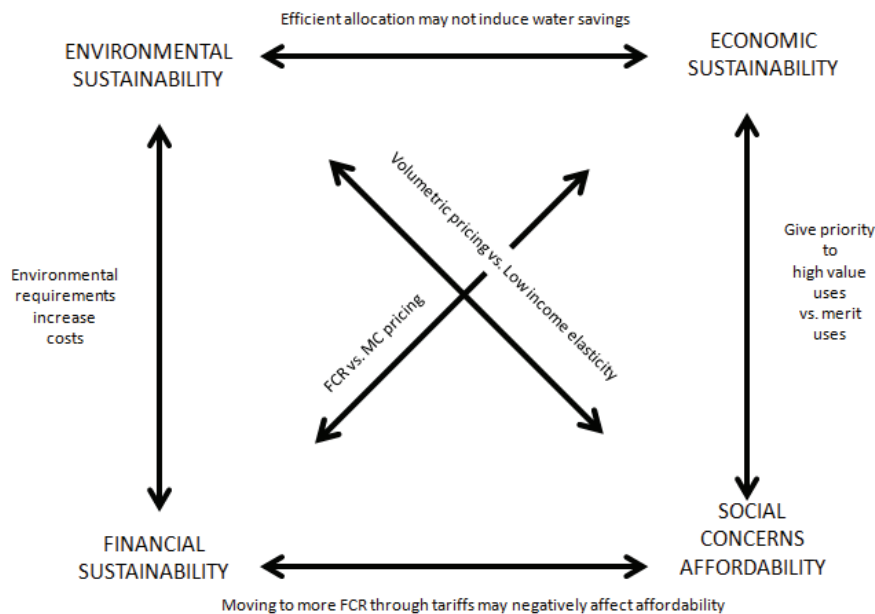 Efficient allocation may not induce water savings
ENVIRONMENTAL
SUSTAINABILITY
ECONOMIC
SUSTAINABILITY
Volumetric pricing vs. Low income elasticity
FCR vs. MC pricing
Environmental
requirements
increase
costs
Give priority
to
high value
uses
vs. merit
uses
FINANCIAL
SUSTAINABILITY
SOCIAL
CONCERNS
AFFORDABILITY
Moving to more FCR through tariffs may negatively affect affordability